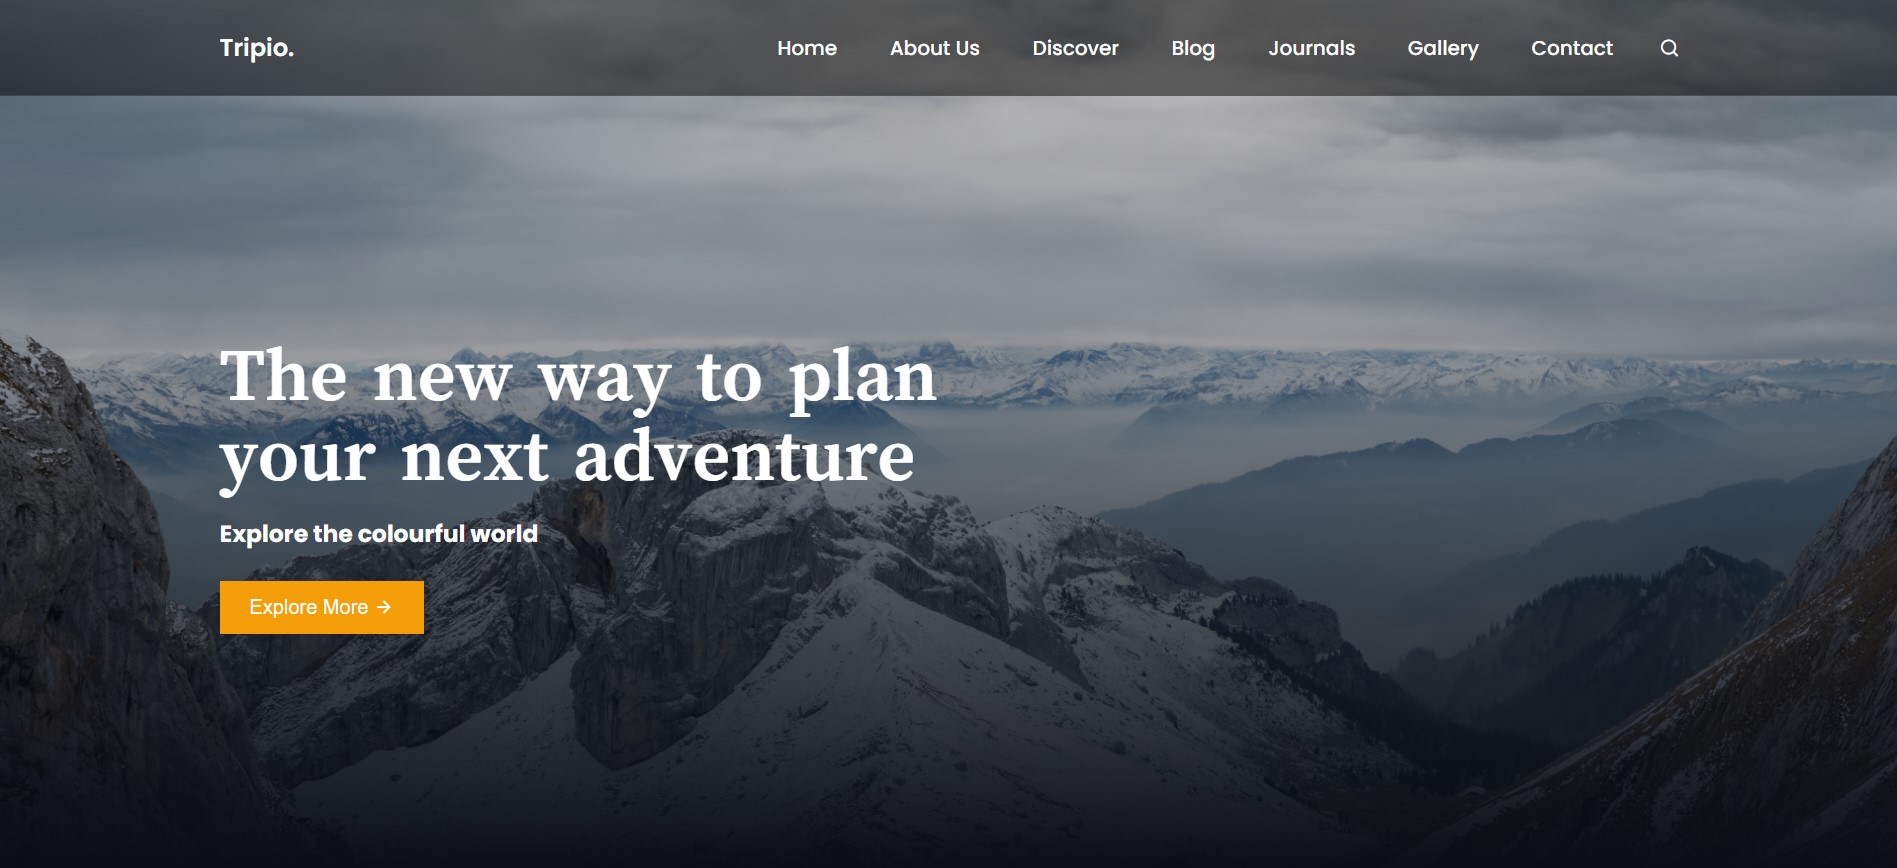 Tripio.
Home About Us Discover Blog Journals Gallery Contact
The new way to plan
your next adventure
Explore the colourful world
Explore More →